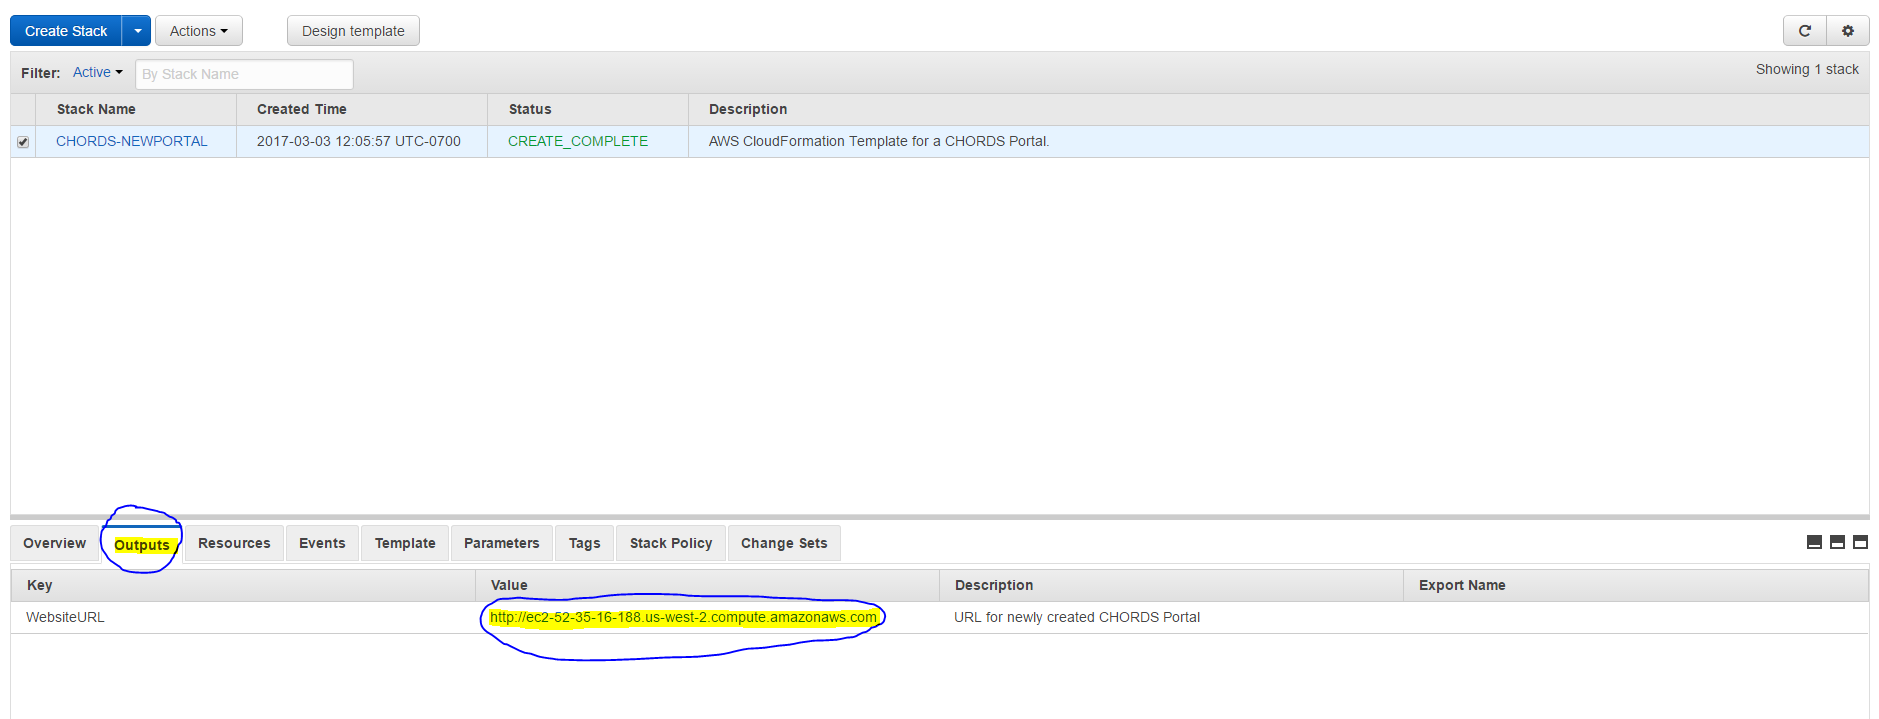 Create Stack Actions Design template
Filter: Active By Stack Name Showing 1 stack
Stack Name Created Time Status Description
CHORDS-NEWPORTAL 2017-03-03 12:05:57 UTC-0700 CREATE_COMPLETE AWS CloudFormation Template for a CHORDS Portal.
Overview Outputs Resources Events Template Parameters Tags Stack Policy Change Sets
Key Value Description Export Name
WebsiteURL http://ec2-52-35-16-188.us-west-2.compute.amazonaws.com URL for newly created CHORDS Portal